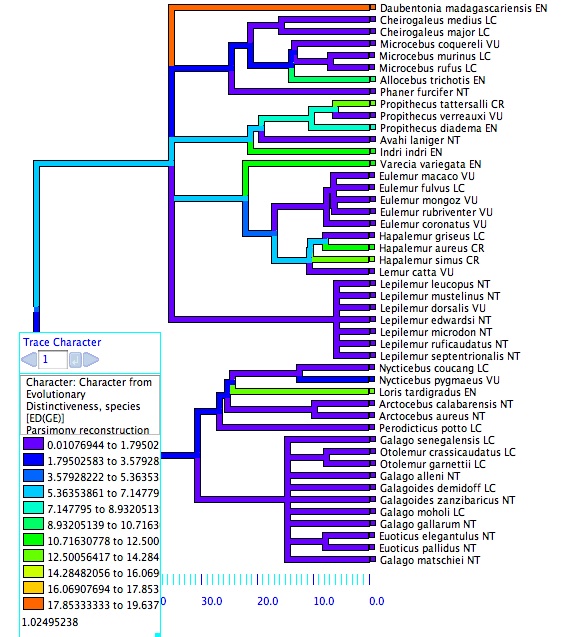 Daubentonia madagascariensis EN
Cheirogaleus medius LC
Cheirogaleus major LC
Microcebus coquereli VU
Microcebus murinus LC
Microcebus rufus LC
Allocebus trichotis EN
Phaner furcifer NT
Propithecus tattersalli CR
Propithecus verreauxi VU
Propithecus diadema EN
Avahi laniger NT
Indri indri EN
Varecia variegata EN
Eulemur macaco VU
Eulemur fulvus LC
Eulemur mongoz VU
Eulemur rubriventer VU
Eulemur coronatus VU
Hapalemur griseus LC
Hapalemur aureus CR
Hapalemur simus CR
Lemur catta VU
Lepilemur leucopus NT
Lepilemur mustelinus NT
Lepilemur dorsalis VU
Lepilemur edwardsi NT
Lepilemur microdon NT
Lepilemur ruficaudatus NT
Lepilemur septentrionalis NT
Nycticebus coucang LC
Nycticebus pygmaeus VU
Loris tardigradus EN
Arctocebus calabarensis NT
Arctocebus aureus NT
Perodicticus potto LC
Galago senegalensis LC
Otolemur crassicaudatus LC
Otolemur garnettii LC
Galago alleni NT
Galagoides demidoff LC
Galagoides zanzibaricus NT
Galago moholi LC
Galago gallarum NT
Euoticus elegantulus NT
Euoticus pallidus NT
Galago matschiei NT
Trace Character
1
Character: Character from
Evolutionary
Distinctiveness, species
[ED(GE)]
Parsimony reconstruction
0.01076944 to 1.79502
1.79502583 to 3.57928
3.57928222 to 5.36353
5.36353861 to 7.14779
7.147795 to 8.9320513
8.93205139 to 10.7163
10.71630778 to 12.500
12.50056417 to 14.284
14.28482056 to 16.069
16.06907694 to 17.853
17.85333333 to 19.637
1.02495238
0 30.0 20.0 10.0 0.0